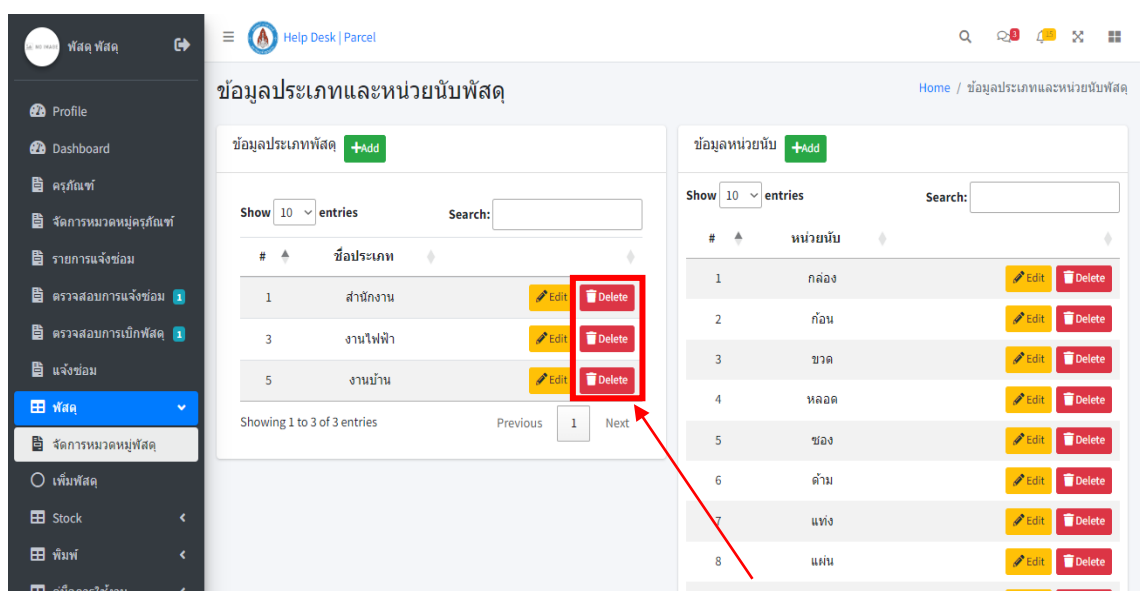 NO IMAGE
พัสดุ พัสดุ
Profile
Dashboard
ครุภัณฑ์
จัดการหมวดหมู่ครุภัณฑ์
รายการแจ้งซ่อม
ตรวจสอบการแจ้งซ่อม 1
ตรวจสอบการเบิกพัสดุ 1
แจ้งซ่อม
พัสดุ
จัดการหมวดหมู่พัสดุ
เพิ่มพัสดุ
Stock
พิมพ์
คู่มือการใช้งาน
Help Desk | Parcel
3
15
ข้อมูลประเภทและหน่วยนับพัสดุ
Home / ข้อมูลประเภทและหน่วยนับพัสดุ
ข้อมูลประเภทพัสดุ +Add
Show 10 entries Search:
# ชื่อประเภท
1 สำนักงาน Edit Delete
3 งานไฟฟ้า Edit Delete
5 งานบ้าน Edit Delete
Showing 1 to 3 of 3 entries Previous 1 Next
ข้อมูลหน่วยนับ +Add
Show 10 entries Search:
# หน่วยนับ
1 กล่อง Edit Delete
2 ก้อน Edit Delete
3 ขวด Edit Delete
4 หลอด Edit Delete
5 ซอง Edit Delete
6 ด้าม Edit Delete
7 แท่ง Edit Delete
8 แผ่น Edit Delete